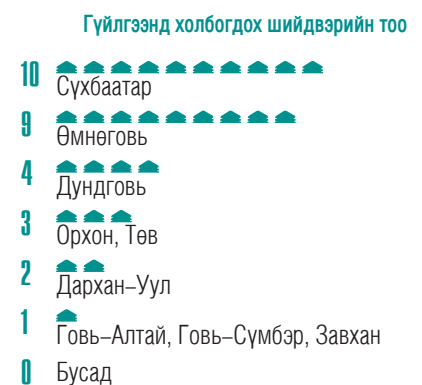 Гүйлгээнд холбогдох шийдвэрийн тоо
10 Сүхбаатар
9 Өмнөговь
4 Дундговь
3 Орхон, Төв
2 Дархан–Уул
1 Говь–Алтай, Говь–Сүмбэр, Завхан
0 Бусад